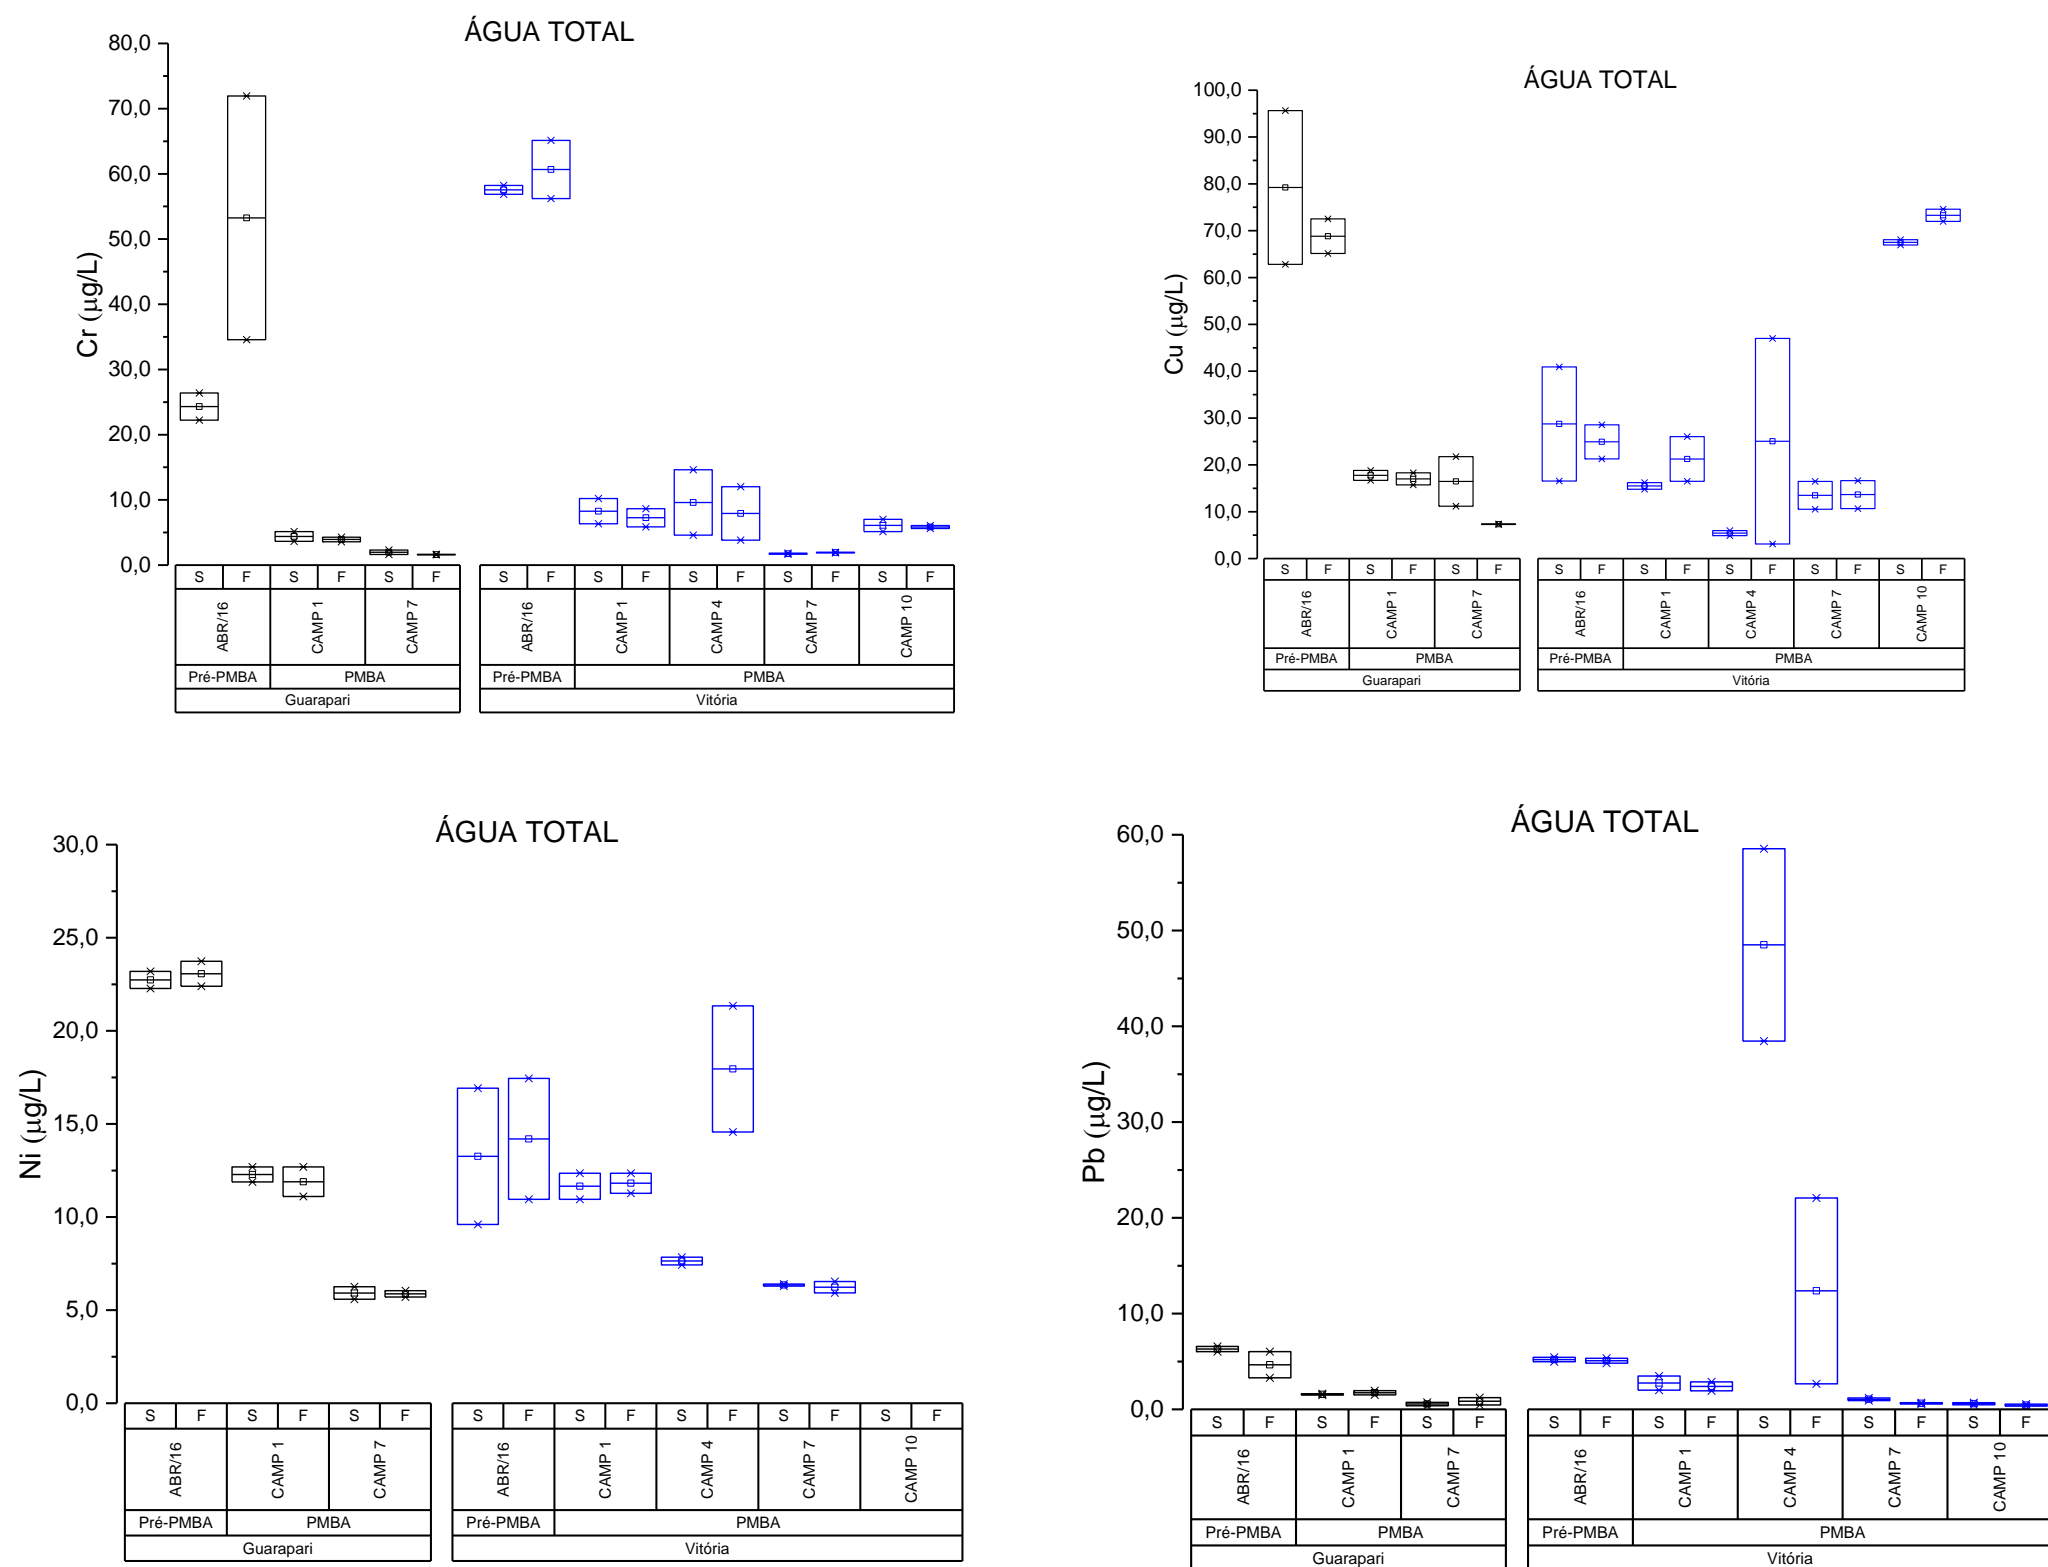 ÁGUA TOTAL
Cr (µg/L)
80,0
70,0
60,0
50,0
40,0
30,0
20,0
10,0
0,0
S F S F S F S F S F S F S F S F
ABR/16 CAMP 1 CAMP 7 ABR/16 CAMP 1 CAMP 4 CAMP 7 CAMP 10
Pré-PMBA PMBA Pré-PMBA PMBA
Guarapari Vitória
ÁGUA TOTAL
Cu (µg/L)
100,0
90,0
80,0
70,0
60,0
50,0
40,0
30,0
20,0
10,0
0,0
S F S F S F S F S F S F S F S F
ABR/16 CAMP 1 CAMP 7 ABR/16 CAMP 1 CAMP 4 CAMP 7 CAMP 10
Pré-PMBA PMBA Pré-PMBA PMBA
Guarapari Vitória
ÁGUA TOTAL
Ni (µg/L)
30,0
25,0
20,0
15,0
10,0
5,0
0,0
S F S F S F S F S F S F S F S F
ABR/16 CAMP 1 CAMP 7 ABR/16 CAMP 1 CAMP 4 CAMP 7 CAMP 10
Pré-PMBA PMBA Pré-PMBA PMBA
Guarapari Vitória
ÁGUA TOTAL
Pb (µg/L)
60,0
50,0
40,0
30,0
20,0
10,0
0,0
S F S F S F S F S F S F S F S F
ABR/16 CAMP 1 CAMP 7 ABR/16 CAMP 1 CAMP 4 CAMP 7 CAMP 10
Pré-PMBA PMBA Pré-PMBA PMBA
Guarapari Vitória